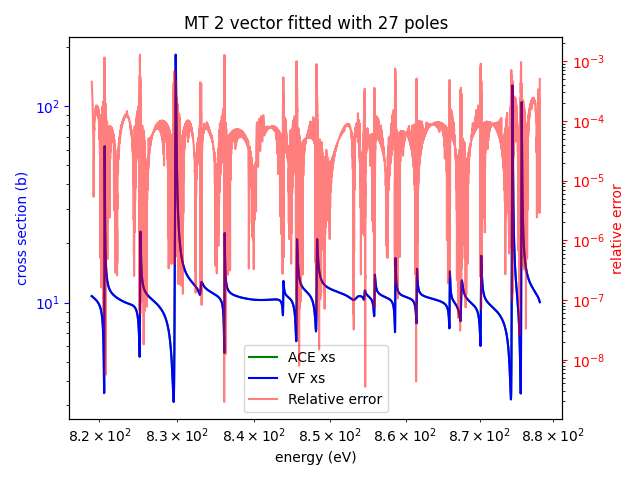 MT 2 vector fitted with 27 poles
cross section (b)
10²
10¹
10⁻³
10⁻⁴
10⁻⁵
10⁻⁶
10⁻⁷
10⁻⁸
relative error
ACE xs
VF xs
Relative error
8.2 × 10² 8.3 × 10² 8.4 × 10² 8.5 × 10² 8.6 × 10² 8.7 × 10² 8.8 × 10²
energy (eV)